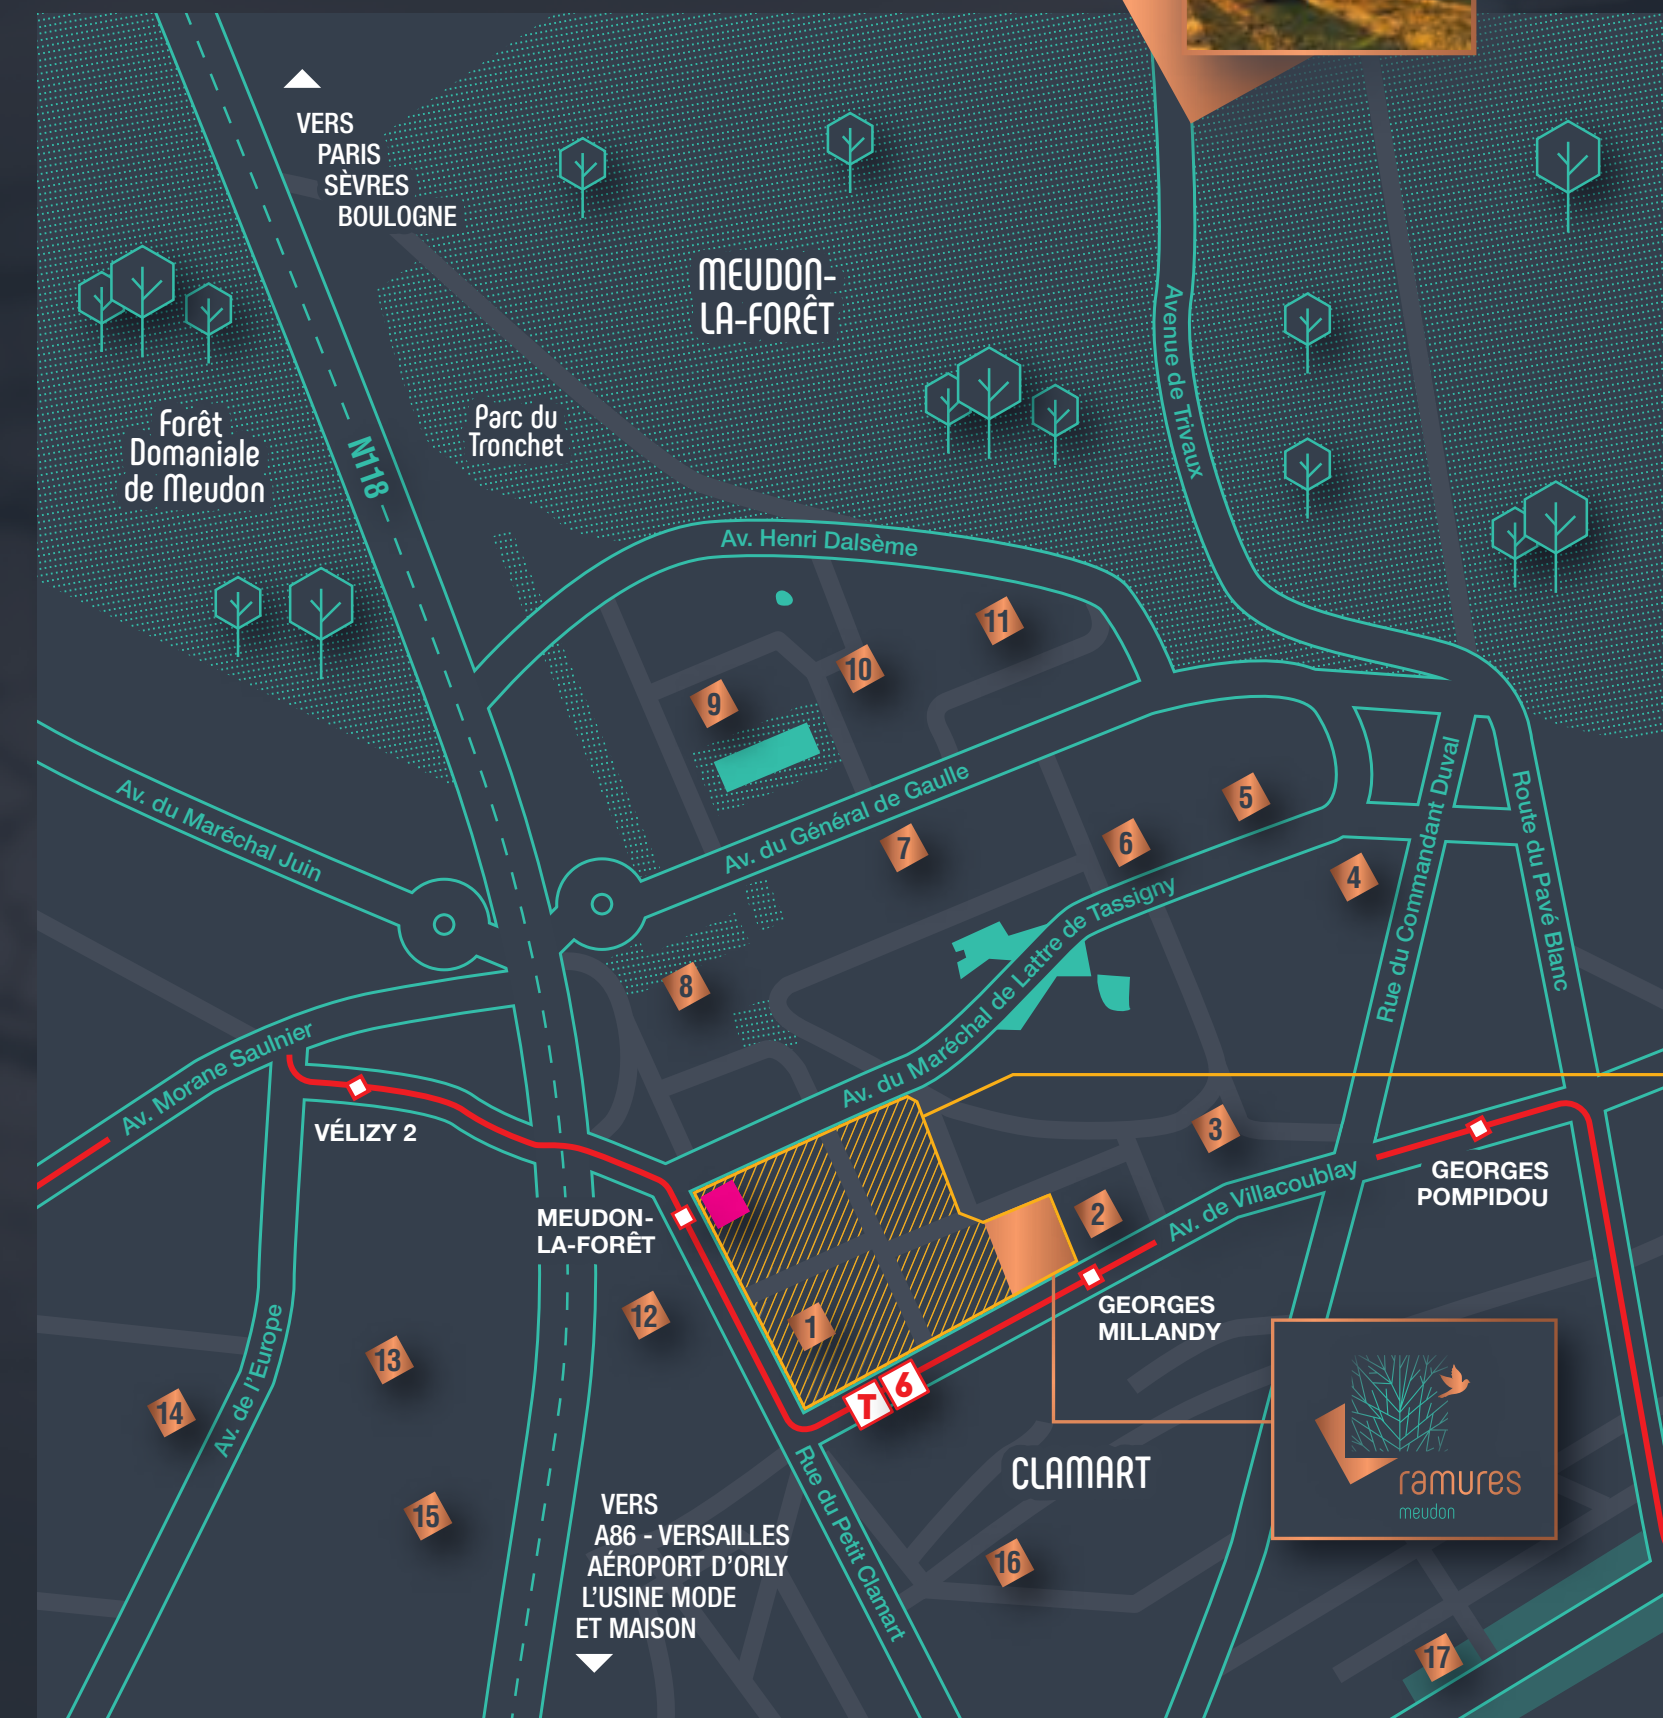 VERS
PARIS
SÈVRES
BOULOGNE
MEUDON-
LA-FORÊT
Avenue de Trivaux
Forêt
Domaniale
de Meudon
N118
Parc du
Tronchet
Av. Henri Dalsème
11
10
9
Av. du Maréchal Juin
Av. du Général de Gaulle
7
6
5
4
Rue du Commandant Duval
Route du Pavé Blanc
8
Av. du Maréchal de Lattre de Tassigny
Av. Morane Saulnier
VÉLIZY 2
3
GEORGES
POMPIDOU
Av. de Villacoublay
2
MEUDON-
LA-FORÊT
GEORGES
MILLANDY
12
1
T 6
13
14
Av. de l'Europe
15
CLAMART
ramures
meudon
VERS
A86 - VERSAILLES
AÉROPORT D'ORLY
L'USINE MODE
ET MAISON
Rue du Petit Clamart
16
17